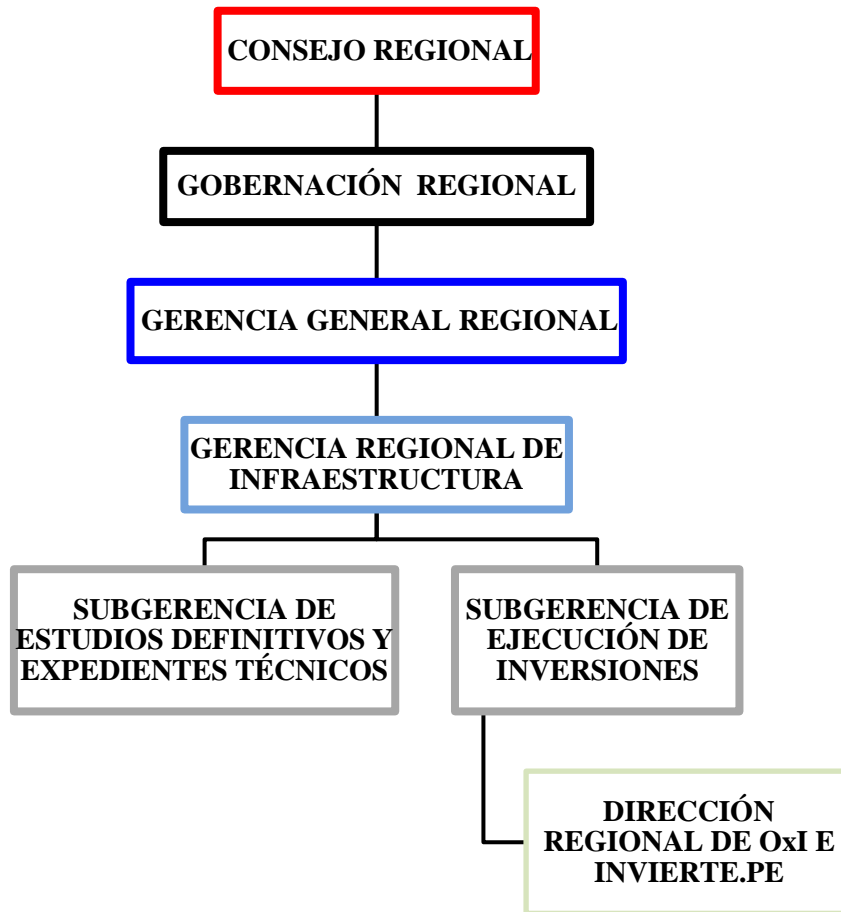 CONSEJO REGIONAL
GOBERNACIÓN REGIONAL
GERENCIA GENERAL REGIONAL
GERENCIA REGIONAL DE
INFRAESTRUCTURA
SUBGERENCIA DE
ESTUDIOS DEFINITIVOS Y
EXPEDIENTES TÉCNICOS
SUBGERENCIA DE
EJECUCIÓN DE
INVERSIONES
DIRECCIÓN
REGIONAL DE OxI E
INVIERTE.PE